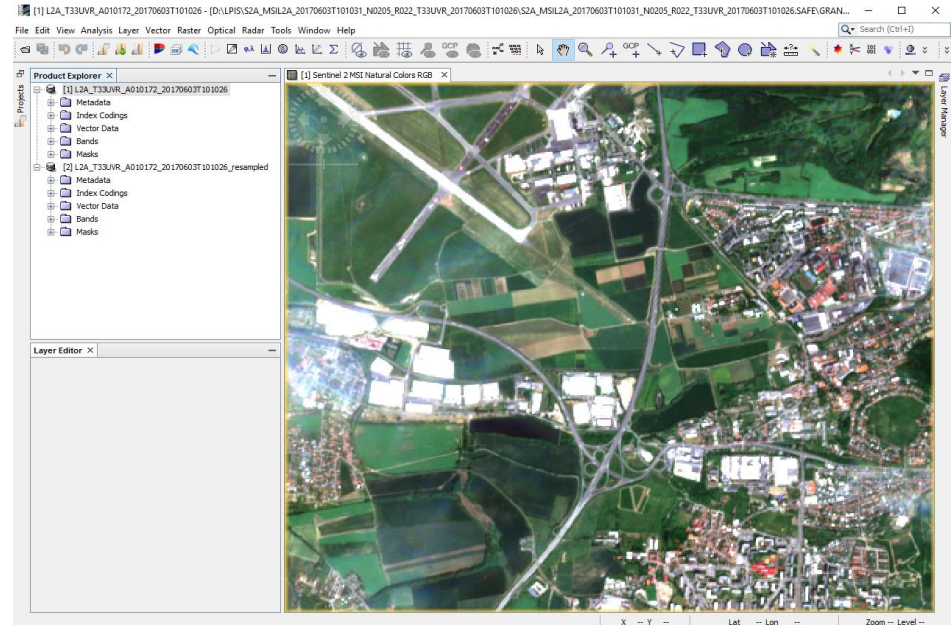 [1] L2A_T33UVR_A010172_20170603T101026 - [D:\LPIS\S2A_MSIL2A_20170603T101031_N0205_R022_T33UVR_20170603T101026\S2A_MSIL2A_20170603T101031_N0205_R022_T33UVR_20170603T101026.SAFE\GRAN...
File Edit View Analysis Layer Vector Raster Optical Radar Tools Window Help
Search (Ctrl+I)
GCP GCP
Projects
Product Explorer ×
[1] Sentinel 2 MSI Natural Colors RGB ×
Layer Manager
[1] L2A_T33UVR_A010172_20170603T101026
Metadata
Index Codings
Vector Data
Bands
Masks
[2] L2A_T33UVR_A010172_20170603T101026_resampled
Metadata
Index Codings
Vector Data
Bands
Masks
Layer Editor ×
X -- Y -- Lat -- Lon -- Zoom -- Level --